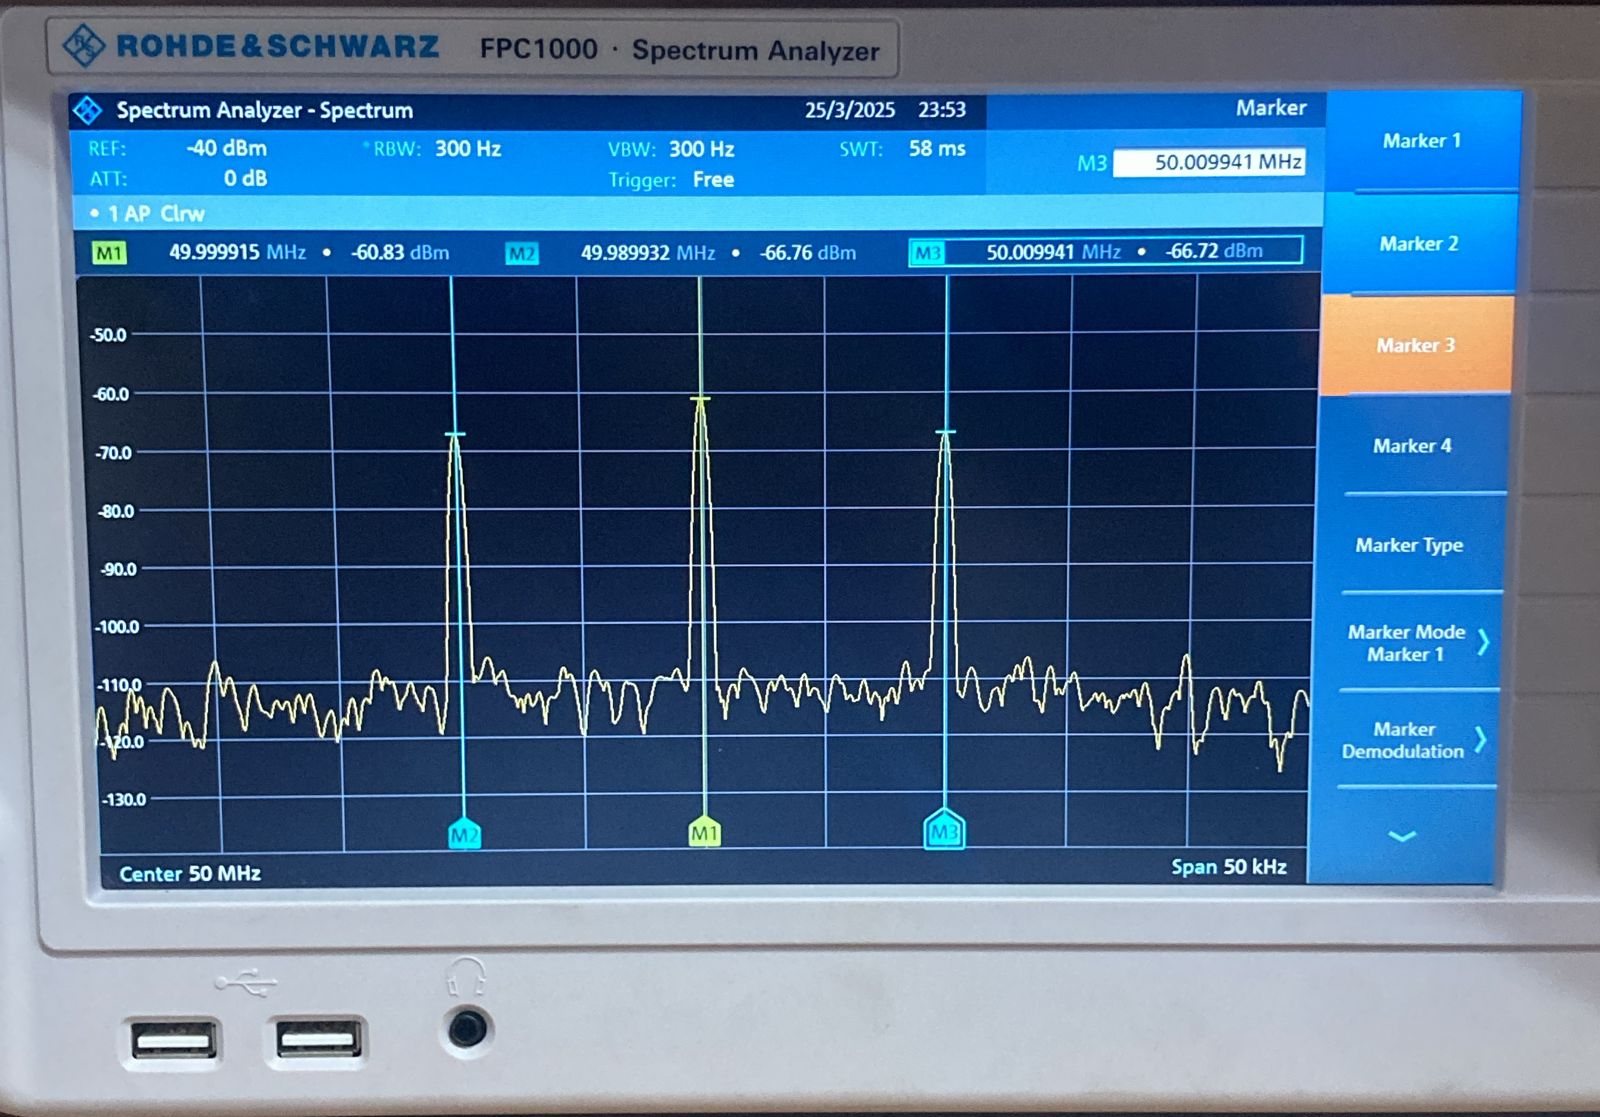 ROHDE&SCHWARZ FPC1000 · Spectrum Analyzer
Spectrum Analyzer - Spectrum 25/3/2025 23:53 Marker
REF: -40 dBm *RBW: 300 Hz VBW: 300 Hz SWT: 58 ms
M3 50.009941 MHz
ATT: 0 dB Trigger: Free
• 1 AP Clrw
M1 49.999915 MHz • -60.83 dBm M2 49.989932 MHz • -66.76 dBm M3 50.009941 MHz • -66.72 dBm
-50.0
-60.0
-70.0
-80.0
-90.0
-100.0
-110.0
-120.0
-130.0
M2 M1 M3
Center 50 MHz Span 50 kHz
Marker 1
Marker 2
Marker 3
Marker 4
Marker Type
Marker Mode
Marker 1
Marker
Demodulation